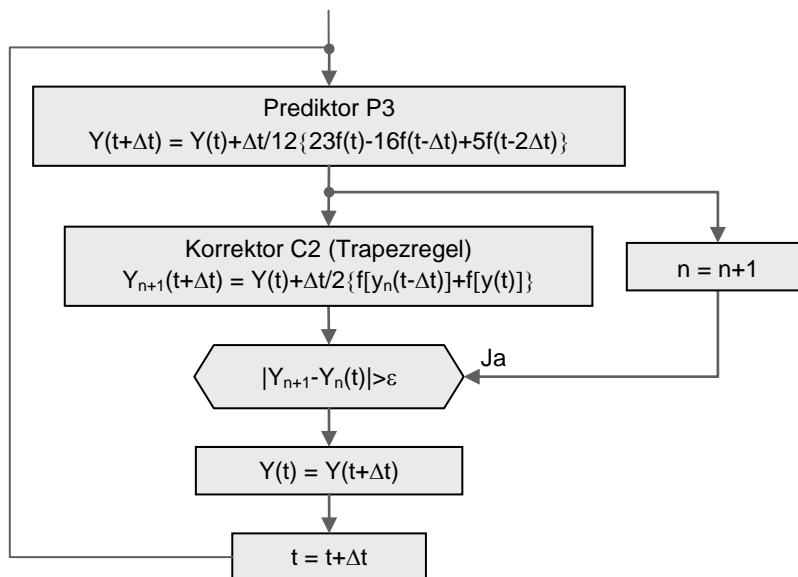 Prediktor P3
Y(t+Δt) = Y(t)+Δt/12{23f(t)-16f(t-Δt)+5f(t-2Δt)}
Korrektor C2 (Trapezregel)
Yₙ₊₁(t+Δt) = Y(t)+Δt/2{f[yₙ(t-Δt)]+f[y(t)]}
n = n+1
Ja
|Yₙ₊₁-Yₙ(t)|>ε
Y(t) = Y(t+Δt)
t = t+Δt